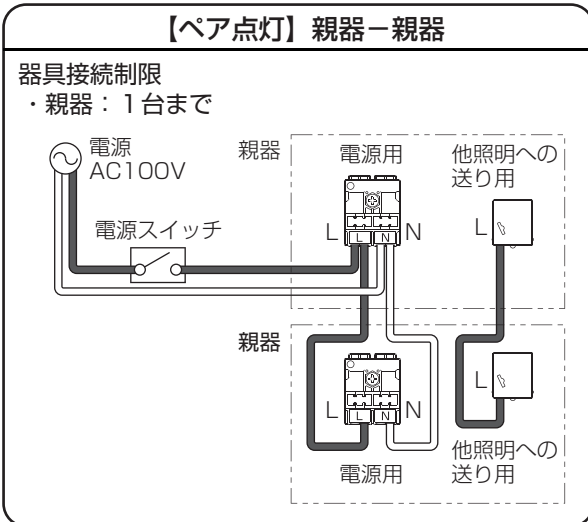 【ペア点灯】親器－親器
器具接続制限
・親器：１台まで
電源
AC100V
電源スイッチ
親器
電源用
他照明への
送り用
L
L
N
N
L
親器
L
L
N
N
電源用
L
他照明への
送り用